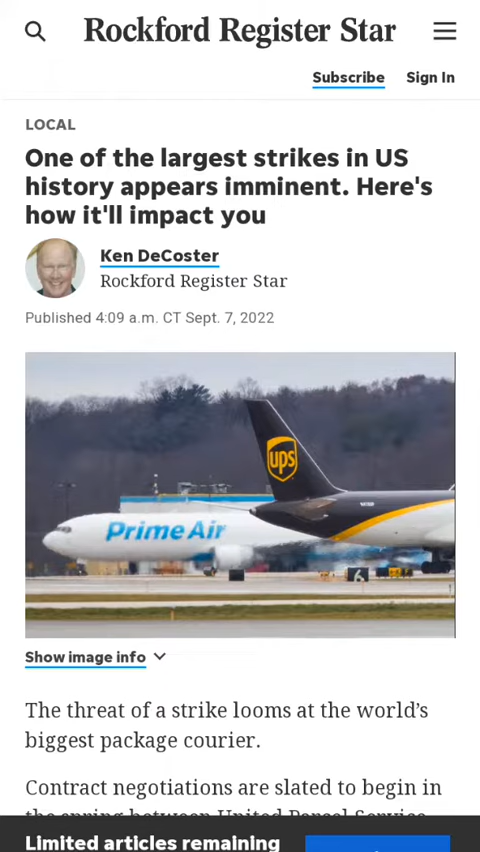 Rockford Register Star
Subscribe Sign In
LOCAL
One of the largest strikes in US
history appears imminent. Here's
how it'll impact you
Ken DeCoster
Rockford Register Star
Published 4:09 a.m. CT Sept. 7, 2022
ups
Prime Air
6
Show image info
The threat of a strike looms at the world’s
biggest package courier.
Contract negotiations are slated to begin in
the spring between United Parcel Service
Limited articles remaining